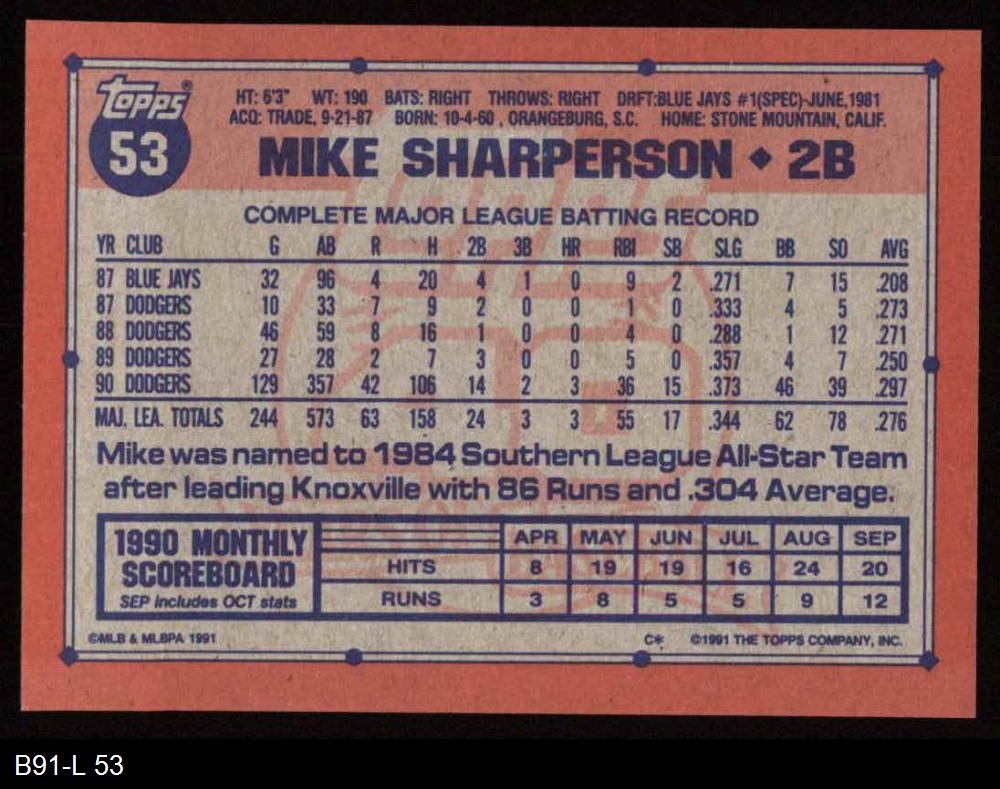 TOPPS®
53
HT: 6'3" WT: 190 BATS: RIGHT THROWS: RIGHT DRFT:BLUE JAYS #1(SPEC)-JUNE,1981
ACQ: TRADE, 9-21-87 BORN: 10-4-60 , ORANGEBURG, S.C. HOME: STONE MOUNTAIN, CALIF.
MIKE SHARPERSON ◆ 2B
COMPLETE MAJOR LEAGUE BATTING RECORD
YR CLUB G AB R H 2B 3B HR RBI SB SLG BB SO AVG
87 BLUE JAYS 32 96 4 20 4 1 0 9 2 .271 7 15 .208
87 DODGERS 10 33 7 9 2 0 0 1 0 .333 4 5 .273
88 DODGERS 46 59 8 16 1 0 0 4 0 .288 1 12 .271
89 DODGERS 27 28 2 7 3 0 0 5 0 .357 4 7 .250
90 DODGERS 129 357 42 106 14 2 3 36 15 .373 46 39 .297
MAJ. LEA. TOTALS 244 573 63 158 24 3 3 55 17 .344 62 78 .276
Mike was named to 1984 Southern League All-Star Team
after leading Knoxville with 86 Runs and .304 Average.
1990 MONTHLY
SCOREBOARD
SEP includes OCT stats
APR MAY JUN JUL AUG SEP
HITS 8 19 19 16 24 20
RUNS 3 8 5 5 9 12
©MLB & MLBPA 1991 C* ©1991 THE TOPPS COMPANY, INC.
B91-L 53